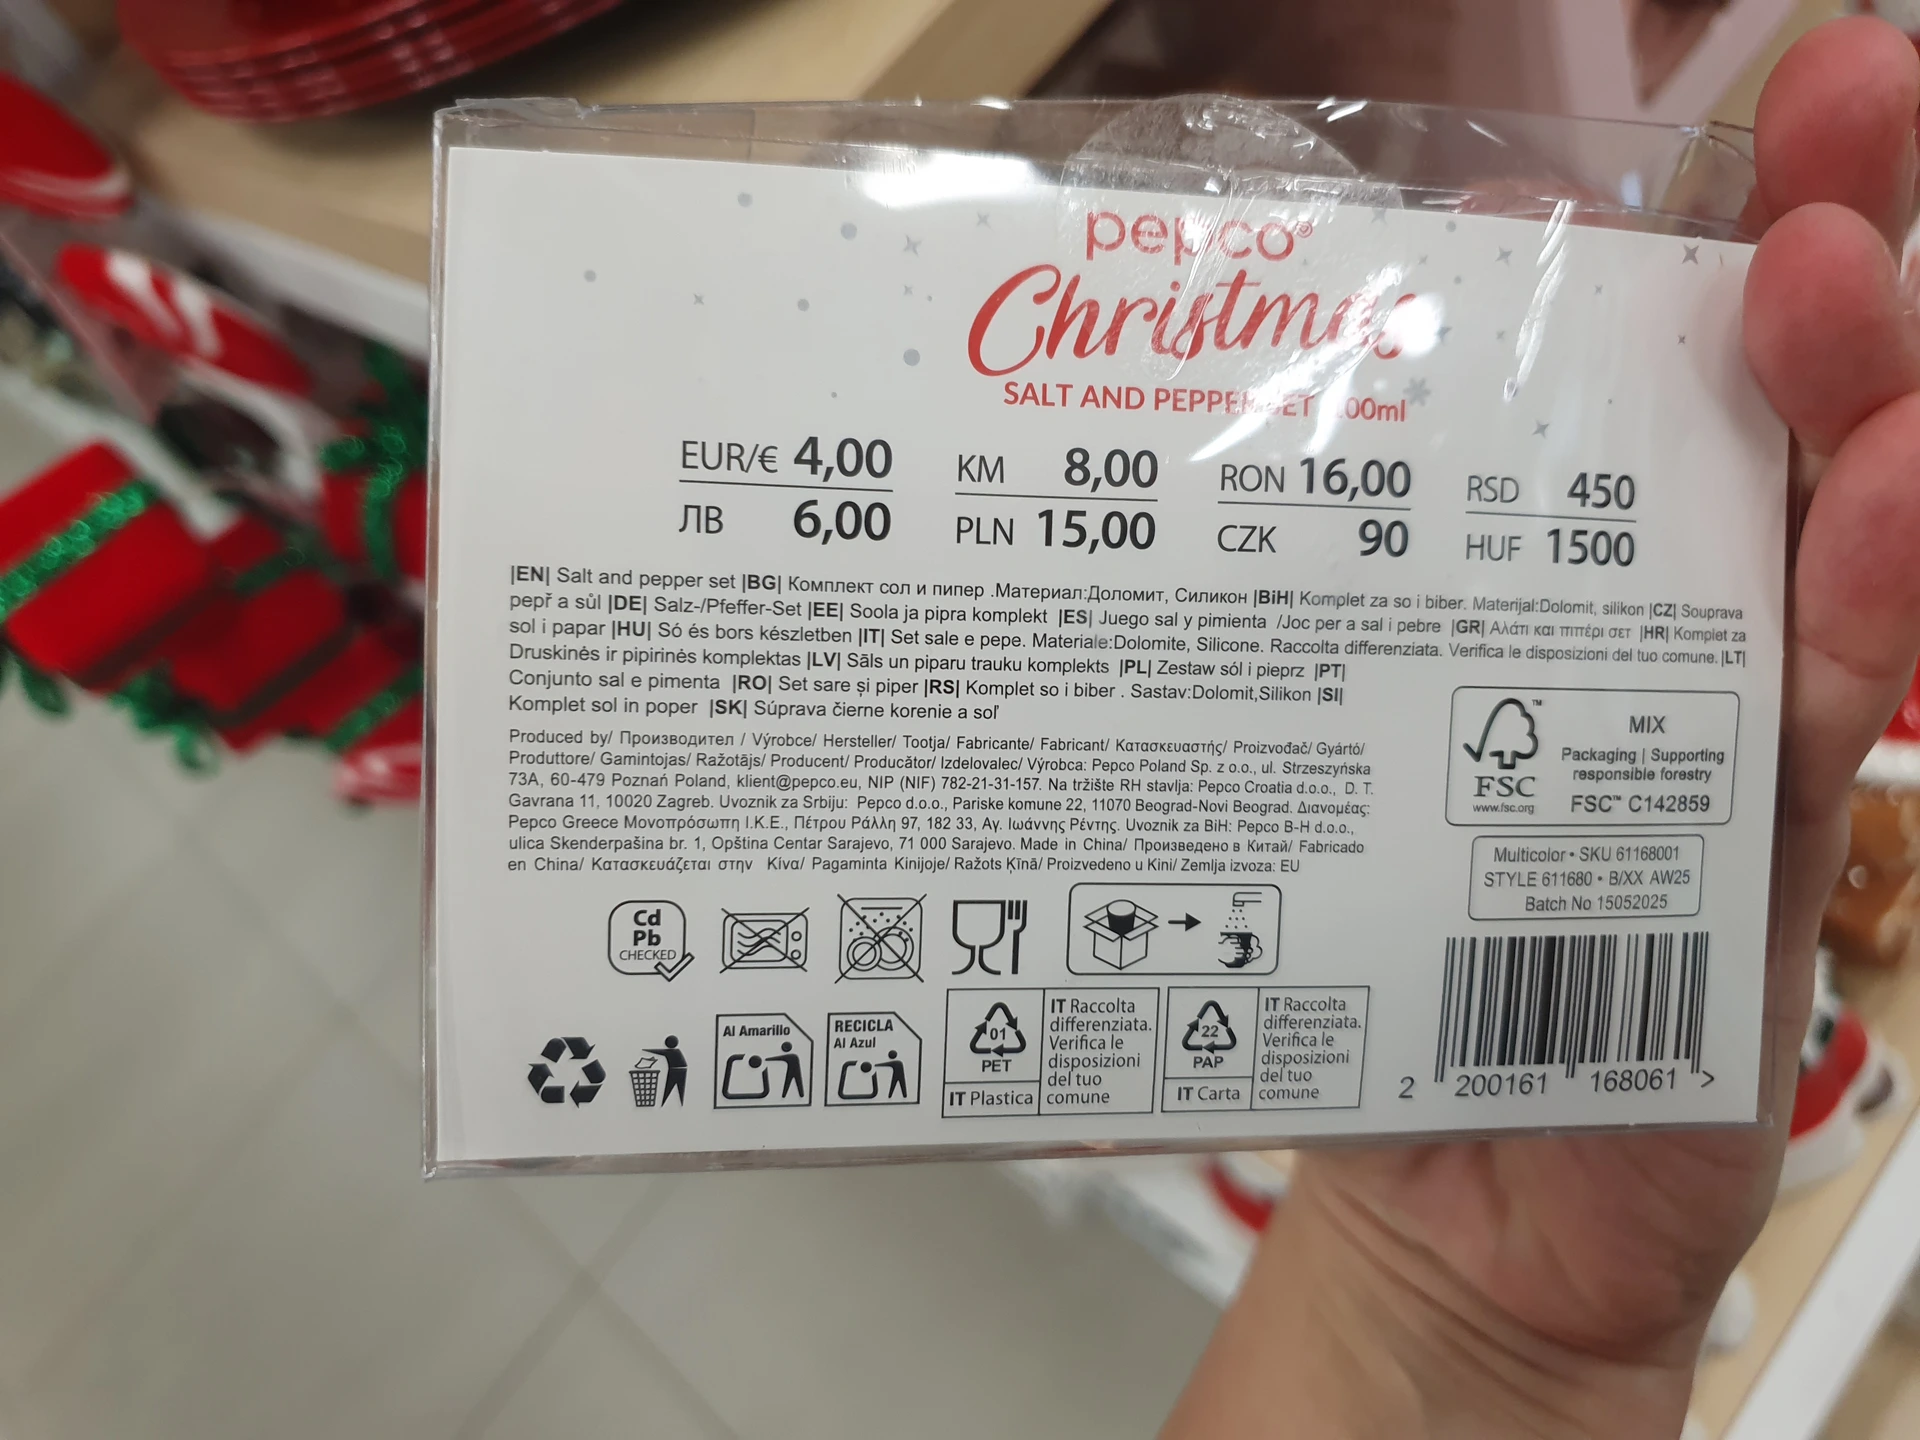 pepco®
Christmas
SALT AND PEPPER SET 00ml
EUR/€ 4,00
ЛВ 6,00
KM 8,00
PLN 15,00
RON 16,00
CZK 90
RSD 450
HUF 1500
|EN| Salt and pepper set |BG| Комплект сол и пипер .Материал:Доломит, Силикон |BiH| Komplet za so i biber. Materijal:Dolomit, silikon |CZ| Souprava
pepř a sůl |DE| Salz-/Pfeffer-Set |EE| Soola ja pipra komplekt |ES| Juego sal y pimienta /Joc per a sal i pebre |GR| Αλάτι και πιπέρι σετ |HR| Komplet za
sol i papar |HU| Só és bors készletben |IT| Set sale e pepe. Materiale:Dolomite, Silicone. Raccolta differenziata. Verifica le disposizioni del tuo comune. |LT|
Druskinės ir pipirinės komplektas |LV| Sāls un piparu trauku komplekts |PL| Zestaw sól i pieprz |PT|
Conjunto sal e pimenta |RO| Set sare și piper |RS| Komplet so i biber . Sastav:Dolomit,Silikon |SI|
Komplet sol in poper |SK| Súprava čierne korenie a soľ
Produced by/ Производител / Výrobce/ Hersteller/ Tootja/ Fabricante/ Fabricant/ Κατασκευαστής/ Proizvođač/ Gyártó/
Produttore/ Gamintojas/ Ražotājs/ Producent/ Producător/ Izdelovalec/ Výrobca: Pepco Poland Sp. z o.o., ul. Strzeszyńska
73A, 60-479 Poznań Poland, klient@pepco.eu, NIP (NIF) 782-21-31-157. Na tržište RH stavlja: Pepco Croatia d.o.o., D. T.
Gavrana 11, 10020 Zagreb. Uvoznik za Srbiju: Pepco d.o.o., Pariske komune 22, 11070 Beograd-Novi Beograd. Διανομέας:
Pepco Greece Μονοπρόσωπη Ι.Κ.Ε., Πέτρου Ράλλη 97, 182 33, Αγ. Ιωάννης Ρέντης. Uvoznik za BiH: Pepco B-H d.o.o.,
ulica Skenderpašina br. 1, Opština Centar Sarajevo, 71 000 Sarajevo. Made in China/ Произведено в Китай/ Fabricado
en China/ Κατασκευάζεται στην Κίνα/ Pagaminta Kinijoje/ Ražots Ķīnā/ Proizvedeno u Kini/ Zemlja izvoza: EU
FSC™
www.fsc.org
MIX
Packaging | Supporting
responsible forestry
FSC™ C142859
Multicolor • SKU 61168001
STYLE 611680 • B/XX AW25
Batch No 15052025
Cd
Pb
CHECKED
Al Amarillo
RECICLA
Al Azul
01
PET
IT Plastica
IT Raccolta
differenziata.
Verifica le
disposizioni
del tuo
comune
22
PAP
IT Carta
IT Raccolta
differenziata.
Verifica le
disposizioni
del tuo
comune
2 200161 168061 >